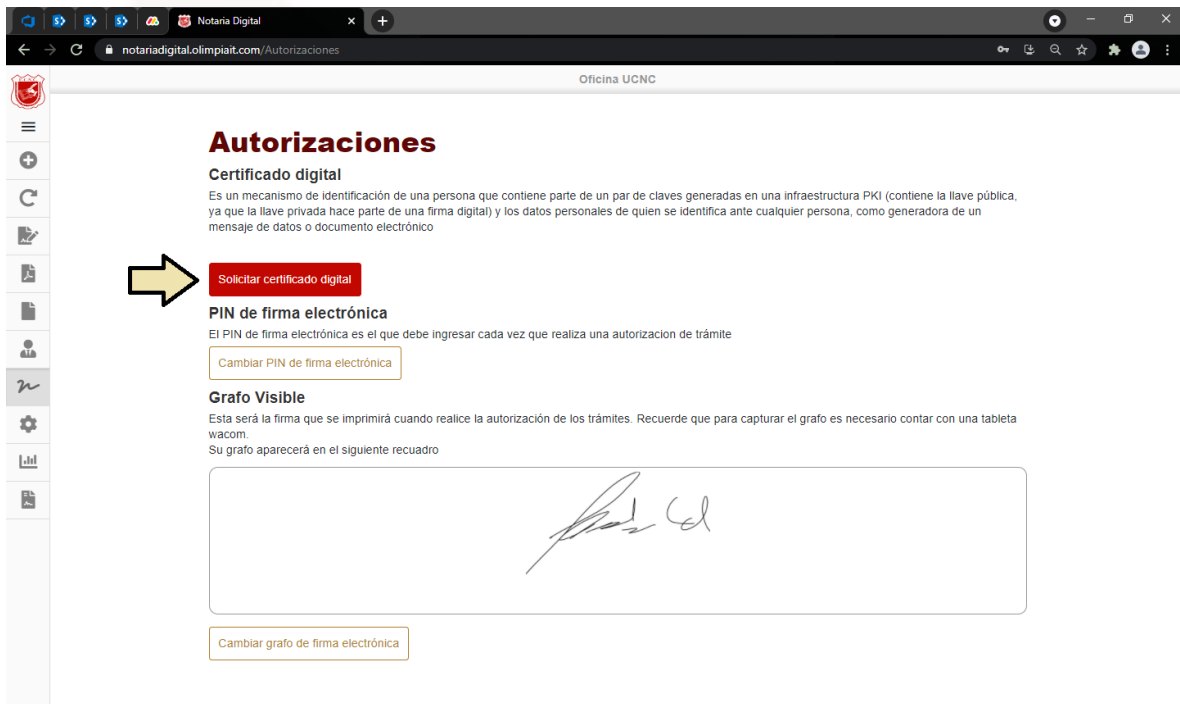 Notaria Digital
notariadigital.olimpiait.com/Autorizaciones
Oficina UCNC
Autorizaciones
Certificado digital
Es un mecanismo de identificación de una persona que contiene parte de un par de claves generadas en una infraestructura PKI (contiene la llave pública,
ya que la llave privada hace parte de una firma digital) y los datos personales de quien se identifica ante cualquier persona, como generadora de un
mensaje de datos o documento electrónico
Solicitar certificado digital
PIN de firma electrónica
El PIN de firma electrónica es el que debe ingresar cada vez que realiza una autorizacion de trámite
Cambiar PIN de firma electrónica
Grafo Visible
Esta será la firma que se imprimirá cuando realice la autorización de los trámites. Recuerde que para capturar el grafo es necesario contar con una tableta
wacom.
Su grafo aparecerá en el siguiente recuadro
Cambiar grafo de firma electrónica